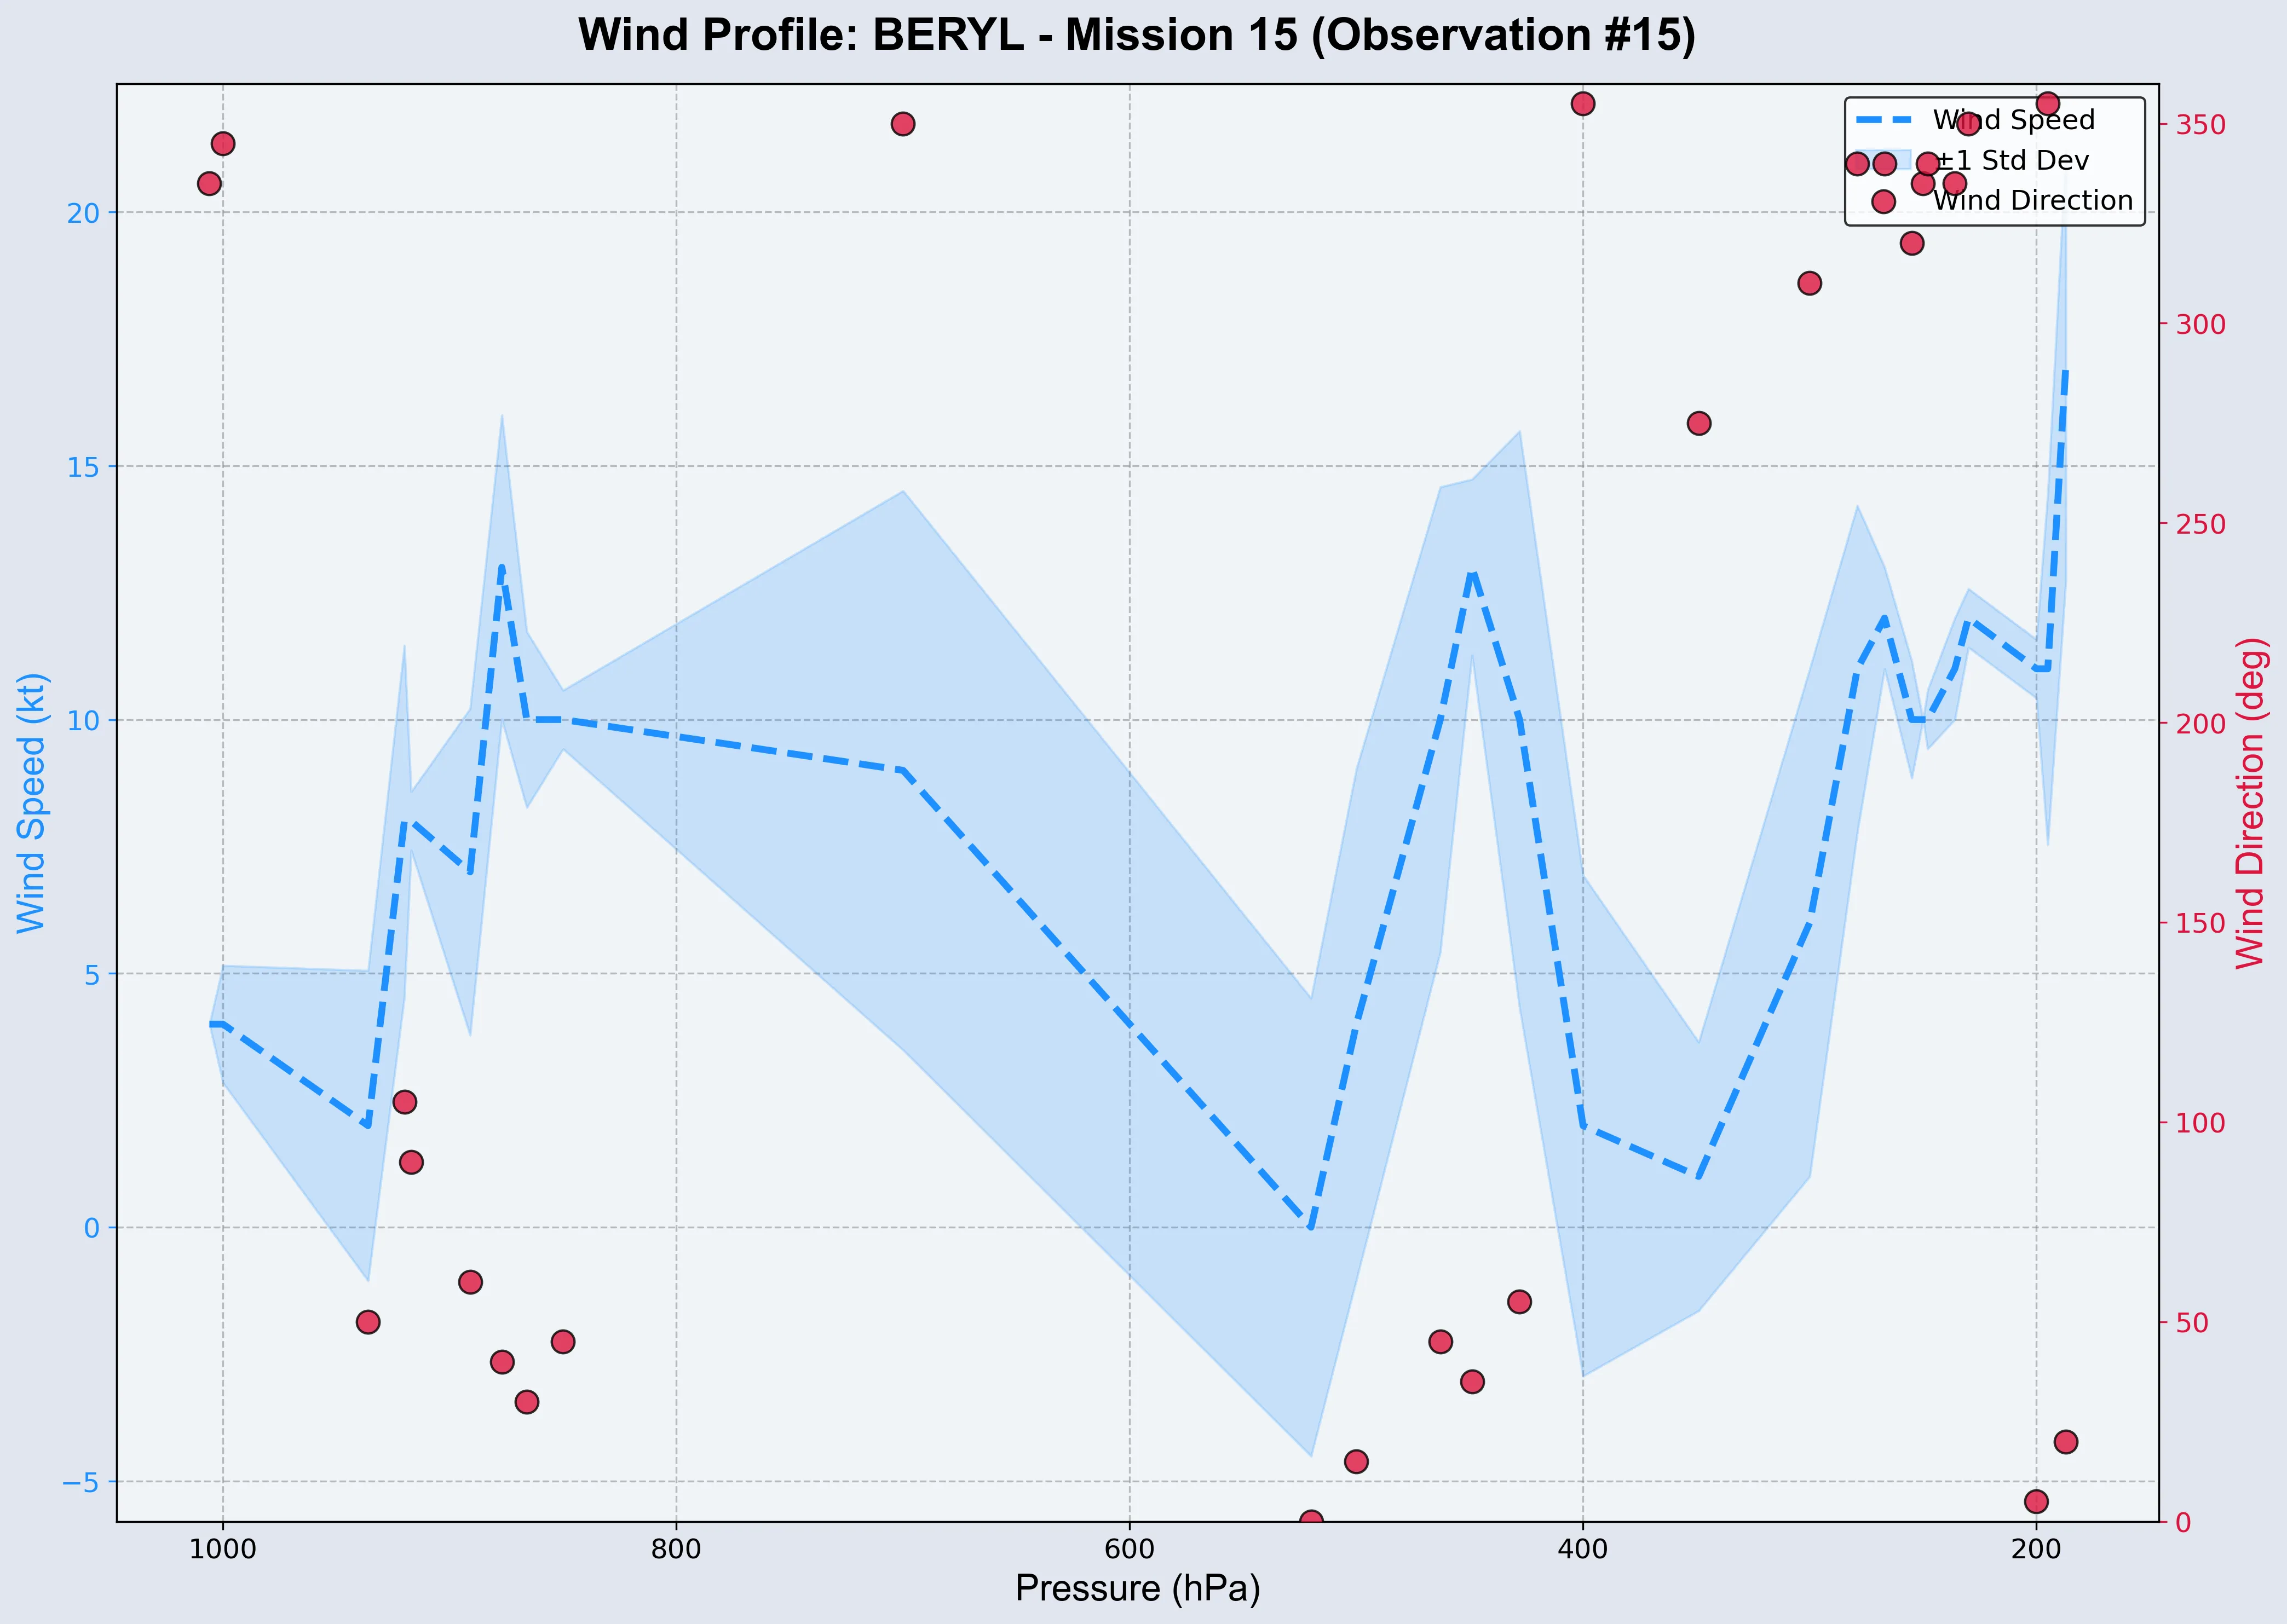 Wind Profile: BERYL - Mission 15 (Observation #15)
Wind Speed
±1 Std Dev
Wind Direction
Wind Speed (kt)
20
15
10
5
0
−5
350
300
250
200
150
100
50
0
Wind Direction (deg)
1000
800
600
400
200
Pressure (hPa)